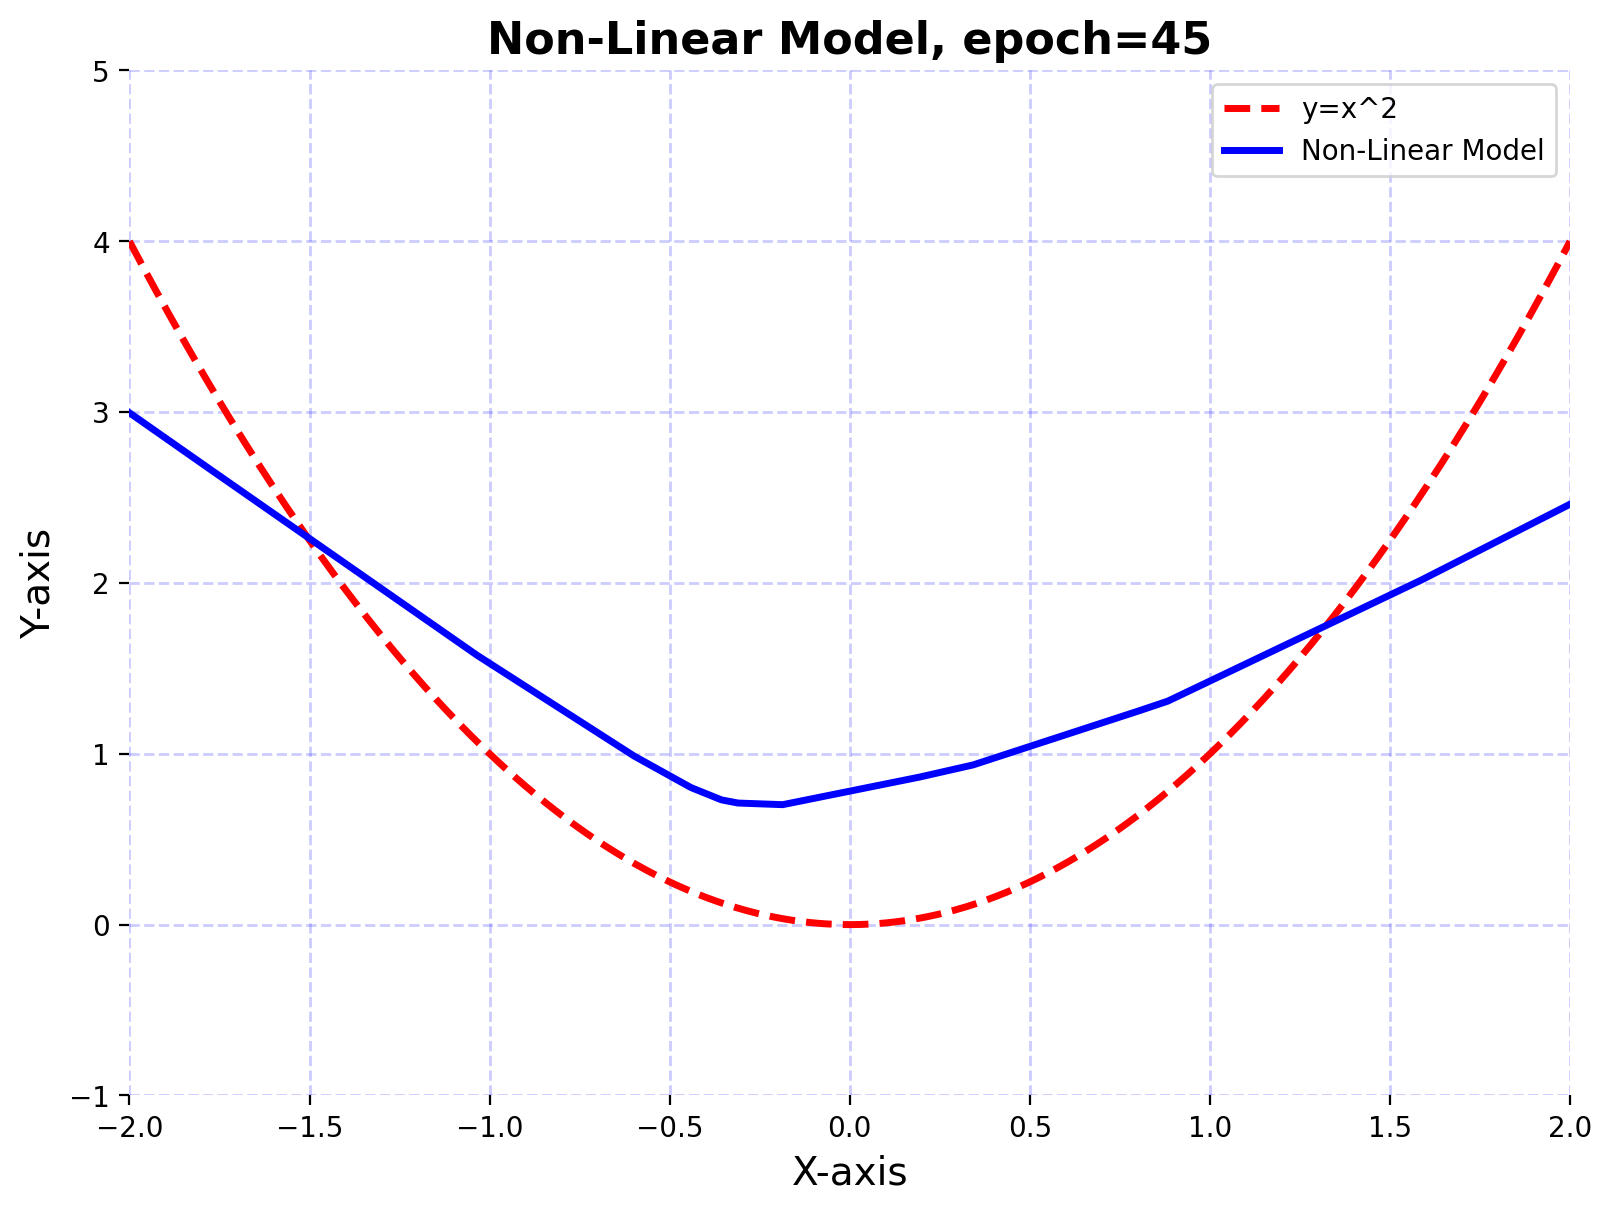 Non-Linear Model, epoch=45
y=x^2
Non-Linear Model
5
4
3
2
1
0
−1
Y-axis
−2.0 −1.5 −1.0 −0.5 0.0 0.5 1.0 1.5 2.0
X-axis